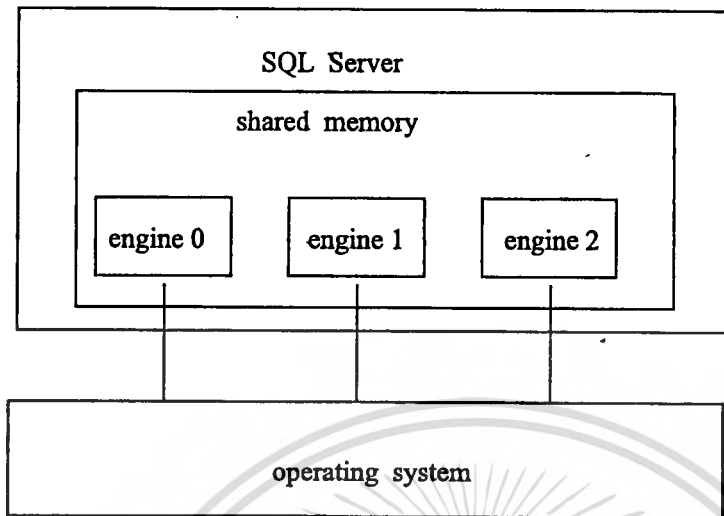 SQL Server
shared memory
engine 0
engine 1
engine 2
operating system